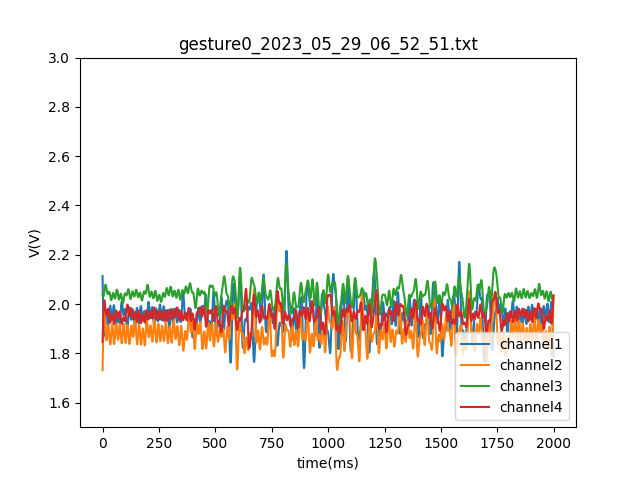 gesture0_2023_05_29_06_52_51.txt
V(V)
3.0
2.8
2.6
2.4
2.2
2.0
1.8
1.6
channel1
channel2
channel3
channel4
0 250 500 750 1000 1250 1500 1750 2000
time(ms)